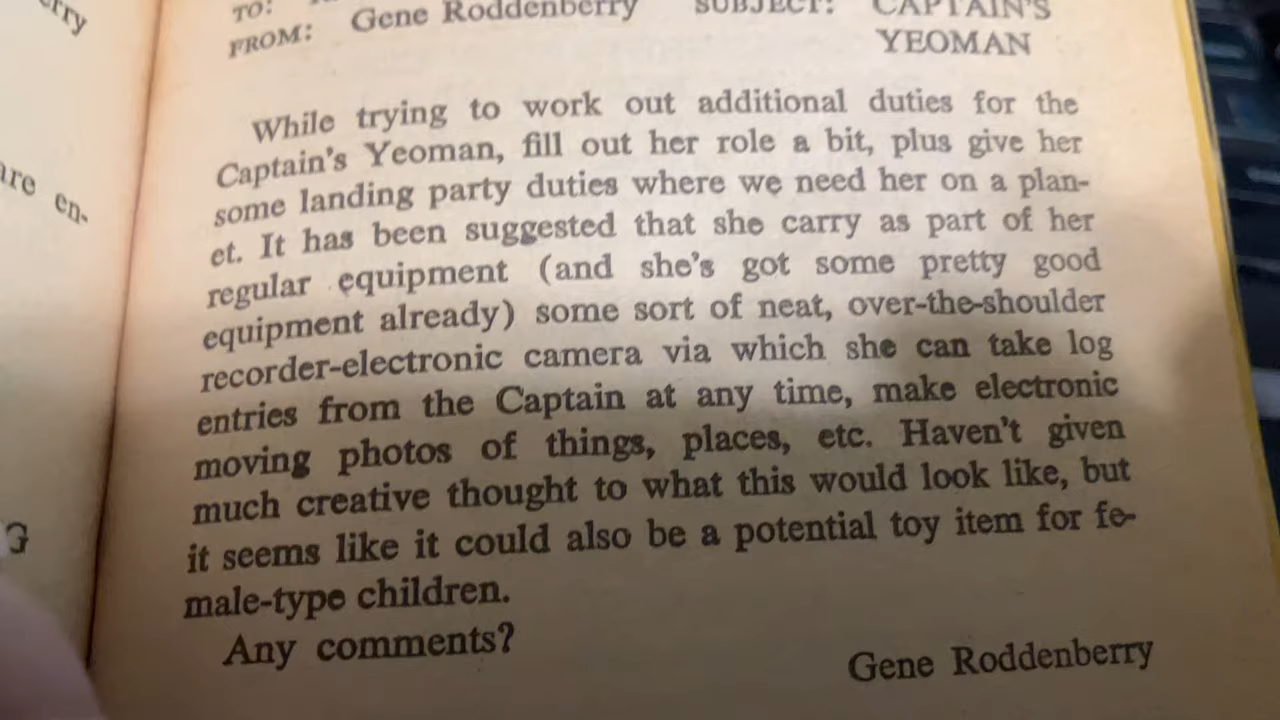 erry
are en-
G
TO:
FROM: Gene Roddenberry SUBJECT: CAPTAIN'S
YEOMAN
While trying to work out additional duties for the
Captain's Yeoman, fill out her role a bit, plus give her
some landing party duties where we need her on a plan-
et. It has been suggested that she carry as part of her
regular equipment (and she's got some pretty good
equipment already) some sort of neat, over-the-shoulder
recorder-electronic camera via which she can take log
entries from the Captain at any time, make electronic
moving photos of things, places, etc. Haven't given
much creative thought to what this would look like, but
it seems like it could also be a potential toy item for fe-
male-type children.
Any comments?
Gene Roddenberry